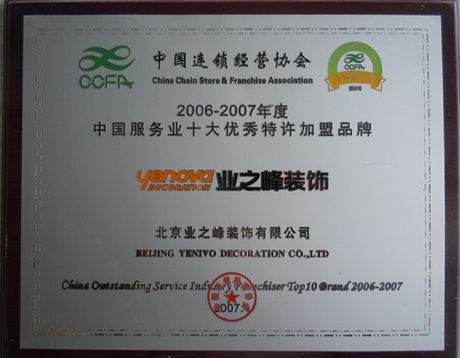 CCFA
中国连锁经营协会
China Chain Store & Franchise Association
CCFA
2006
2006-2007年度
中国服务业十大优秀特许加盟品牌
yenova
DECORATION
业之峰装饰
北京业之峰装饰有限公司
BEIJING YENIVO DECORATION CO.,LTD
China Outstanding Service Industry Franchiser Top10 Brand 2006-2007
2007.